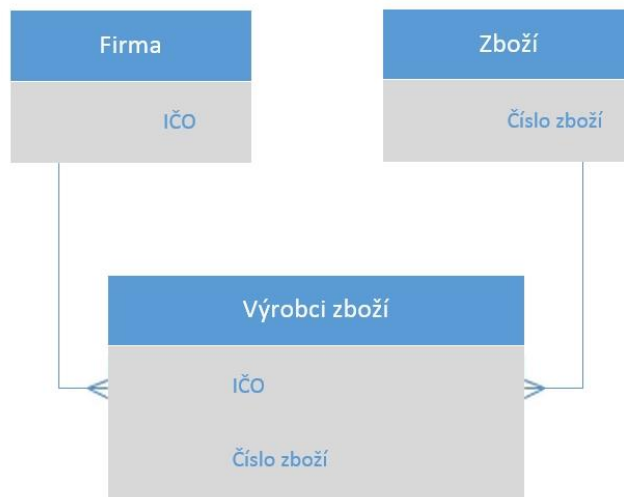 Firma
IČO
Zboží
Číslo zboží
Výrobci zboží
IČO
Číslo zboží